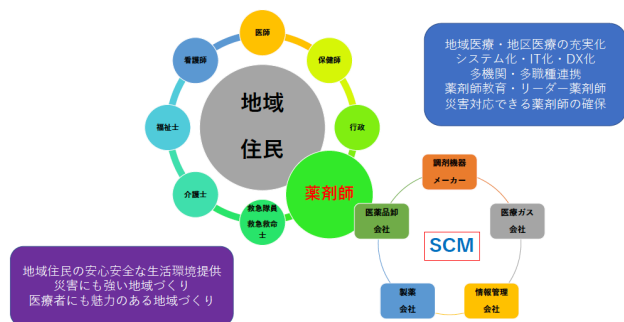 医師
看護師
保健師
地域
住民
福祉士
行政
介護士
薬剤師
救急隊員
救急救命
士
地域医療・地区医療の充実化
システム化・IT化・DX化
多機関・多職種連携
薬剤師教育・リーダー薬剤師
災害対応できる薬剤師の確保
調剤機器
メーカー
医薬品卸
会社
医療ガス
会社
SCM
製薬
会社
情報管理
会社
地域住民の安心安全な生活環境提供
災害にも強い地域づくり
医療者にも魅力のある地域づくり